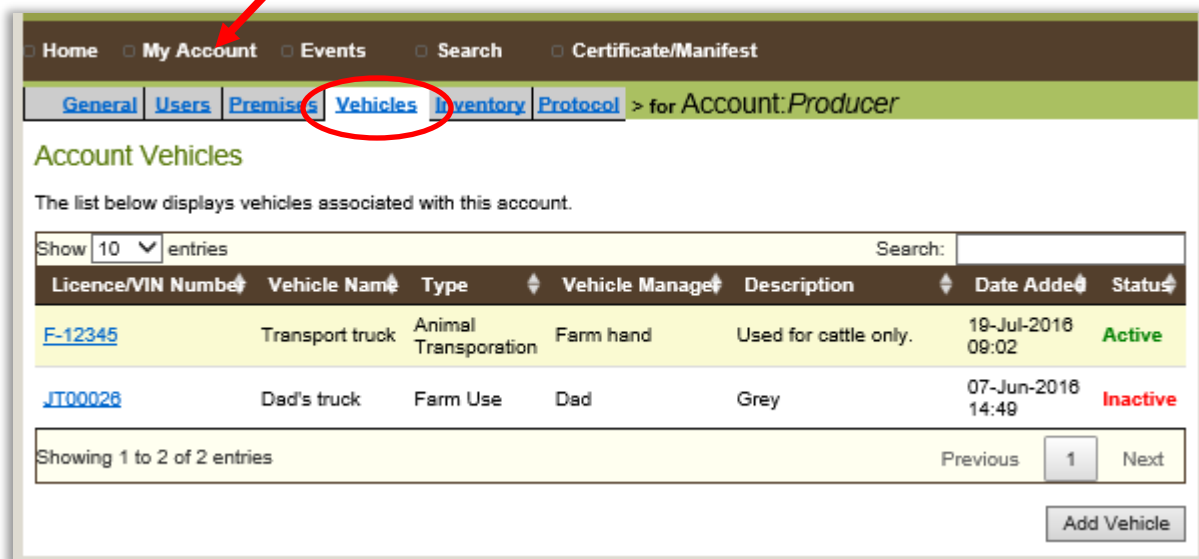 Home My Account Events Search Certificate/Manifest
General Users Premises Vehicles Inventory Protocol > for Account:Producer
Account Vehicles
The list below displays vehicles associated with this account.
Show 10 entries Search:
Licence/VIN Number Vehicle Name Type Vehicle Manager Description Date Added Status
F-12345 Transport truck Animal Transporation Farm hand Used for cattle only. 19-Jul-2016 09:02 Active
JT00026 Dad's truck Farm Use Dad Grey 07-Jun-2016 14:49 Inactive
Showing 1 to 2 of 2 entries Previous 1 Next
Add Vehicle